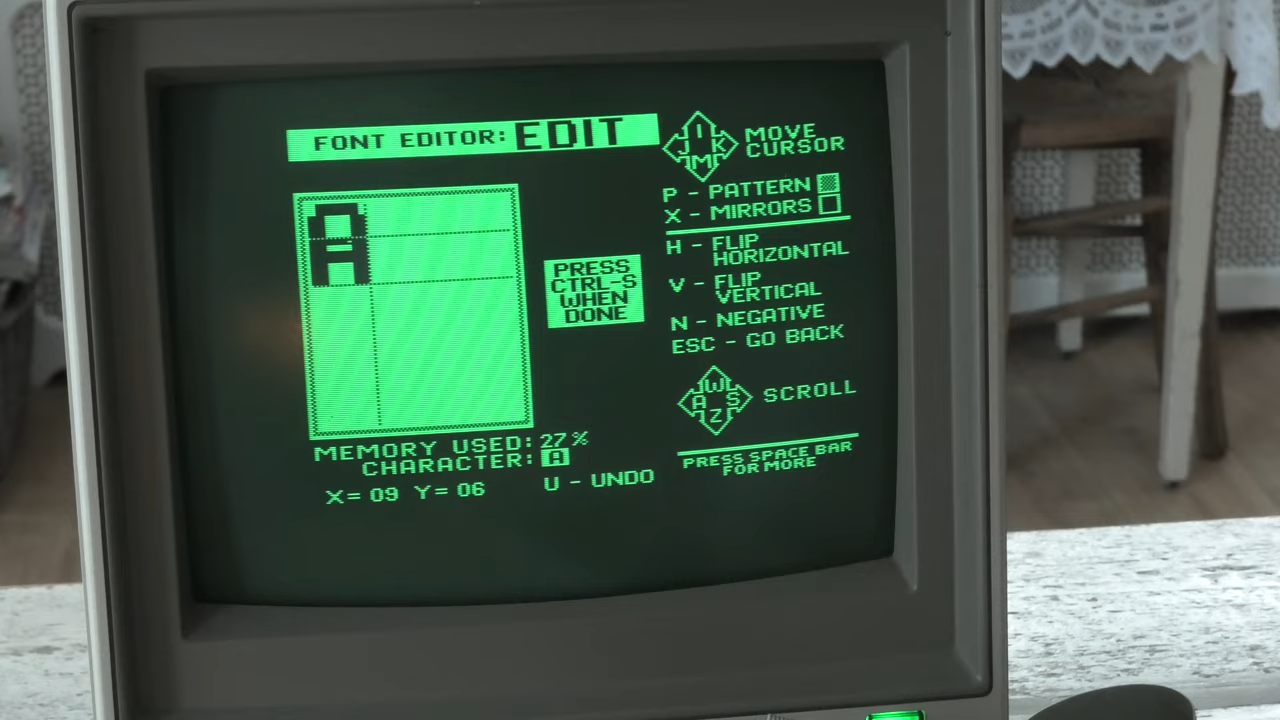 FONT EDITOR: EDIT
I
J K
M
MOVE
CURSOR
P - PATTERN
X - MIRRORS
H - FLIP
HORIZONTAL
V - FLIP
VERTICAL
N - NEGATIVE
ESC - GO BACK
A
PRESS
CTRL-S
WHEN
DONE
W
A S
Z
SCROLL
MEMORY USED: 27%
CHARACTER: A
X= 09 Y= 06
U - UNDO
PRESS SPACE BAR
FOR MORE